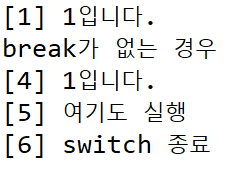 [1] 1입니다.
break가 없는 경우
[4] 1입니다.
[5] 여기도 실행
[6] switch 종료